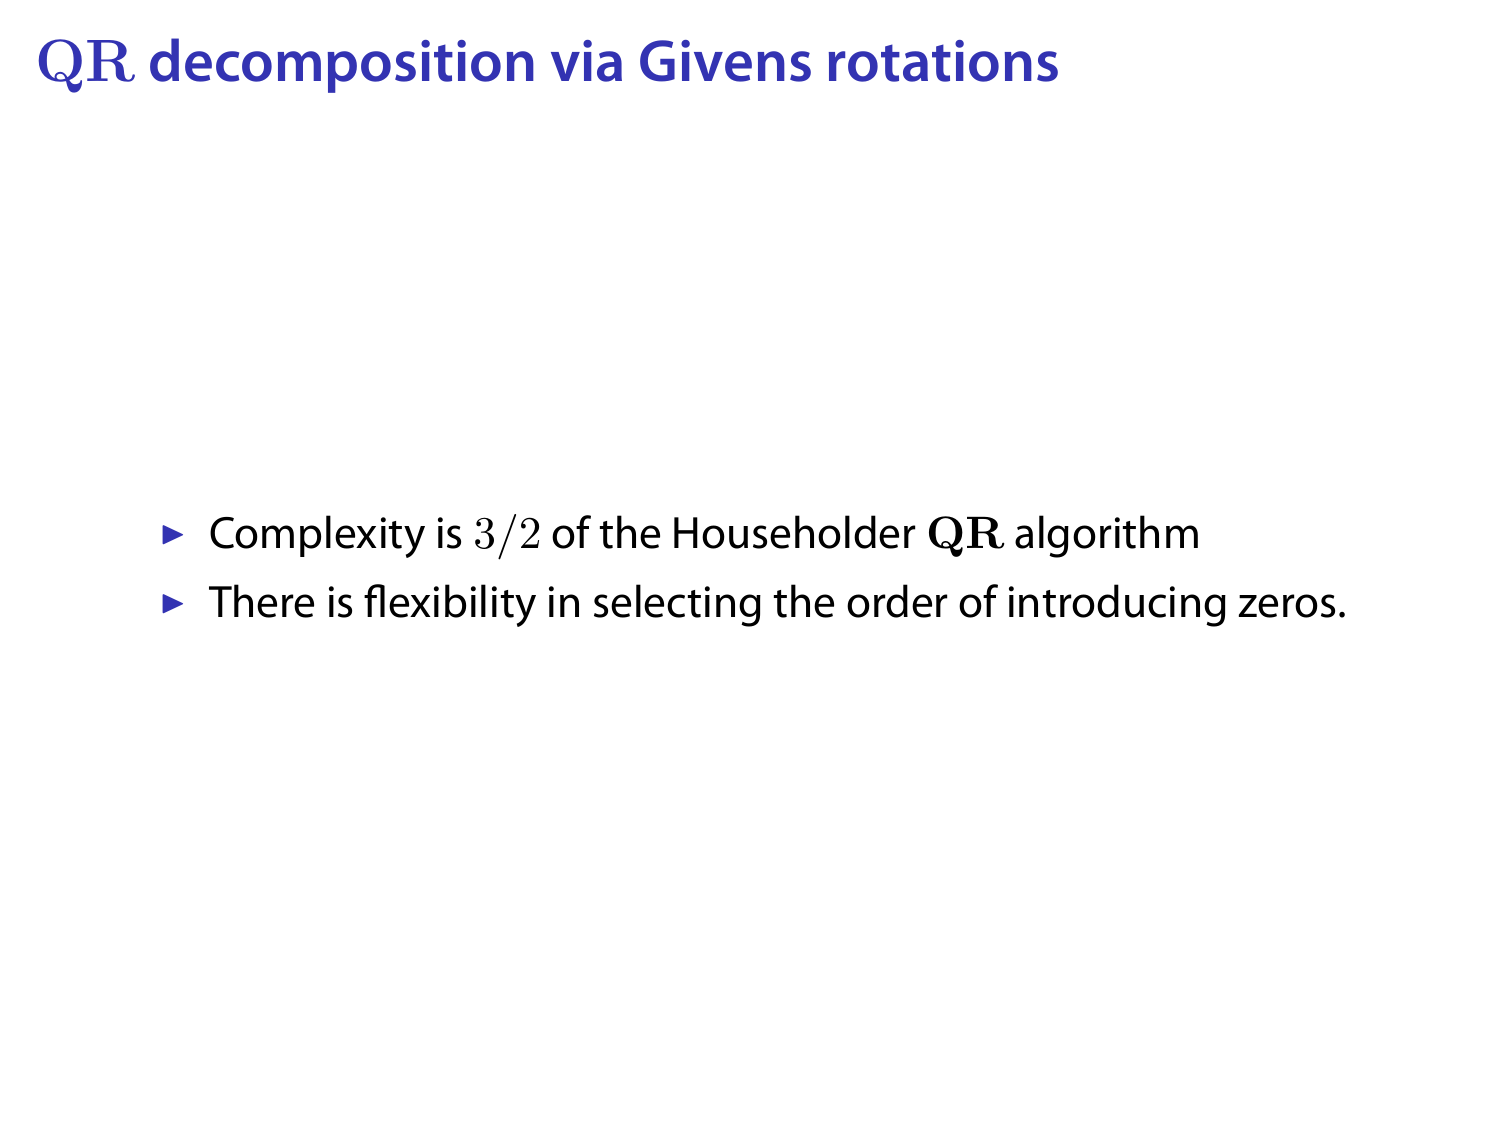 QR decomposition via Givens rotations
▶ Complexity is 3/2 of the Householder QR algorithm
▶ There is flexibility in selecting the order of introducing zeros.